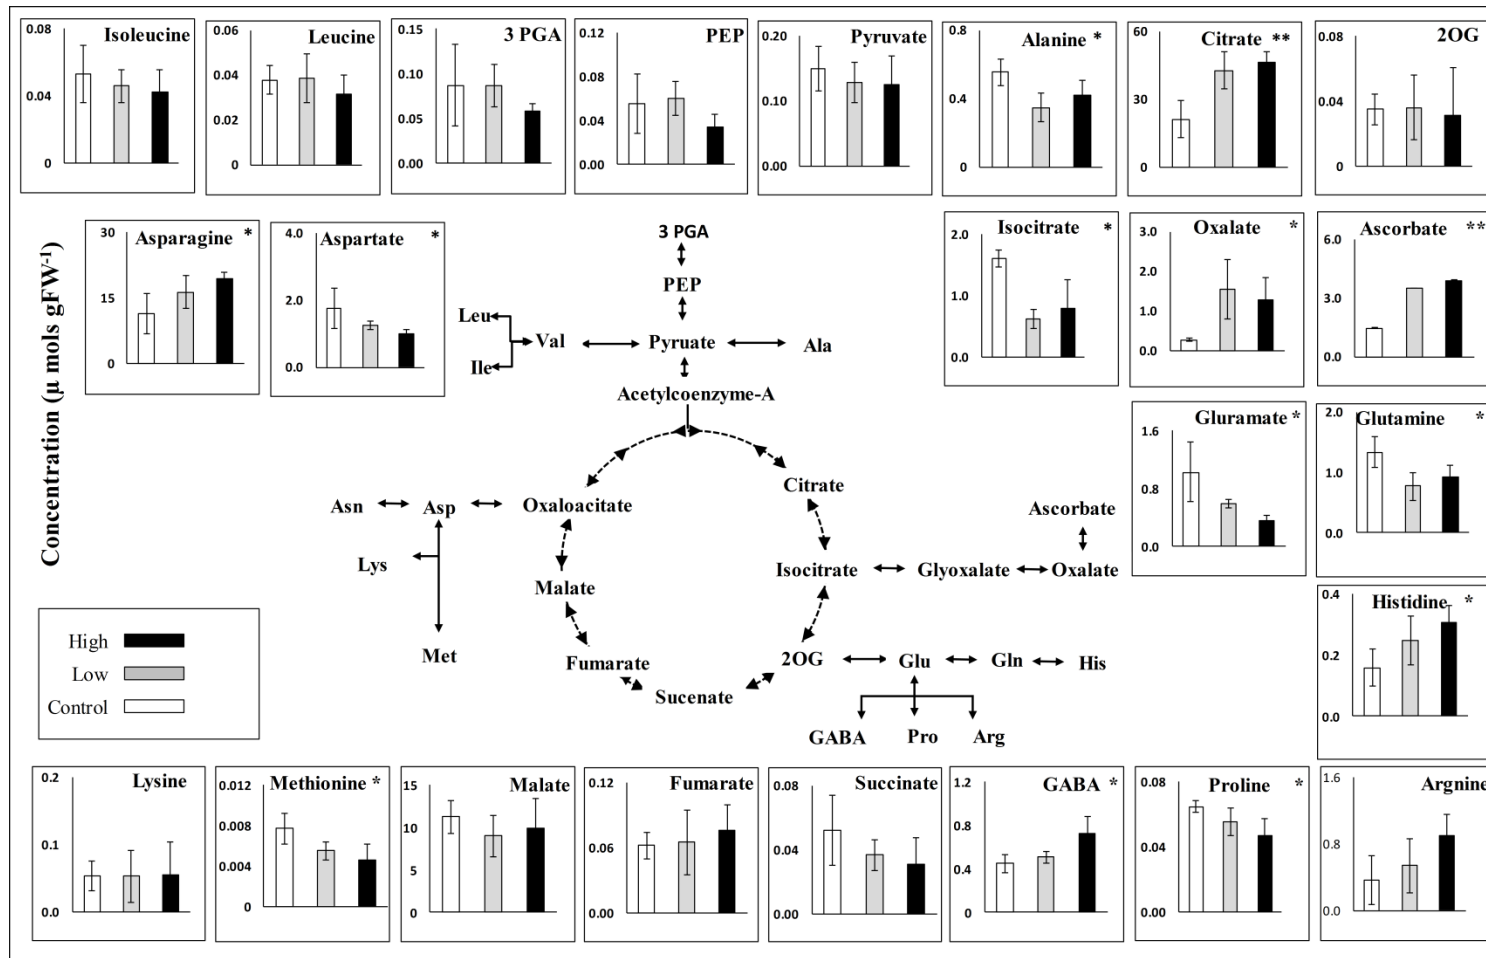 Isoleucine
0.08
0.04
0
Leucine
0.06
0.04
0.02
0
3 PGA
0.15
0.10
0.05
0.00
PEP
0.12
0.08
0.04
0.00
Pyruvate
0.20
0.10
0.00
Alanine *
0.8
0.4
0
Citrate **
60
30
0
2OG
0.08
0.04
0
Concentration (μ mols gFW-1)
Asparagine *
30
15
0
Aspartate *
4.0
2.0
0.0
Isocitrate *
2.0
1.0
0.0
Oxalate *
3.0
2.0
1.0
0.0
Ascorbate **
6.0
3.0
0.0
Gluramate *
1.6
0.8
0.0
Glutamine *
2.0
1.0
0.0
Histidine *
0.4
0.2
0.0
3 PGA
PEP
Leu
Val
Pyruate
Ala
Ile
Acetylcoenzyme-A
Citrate
Asn
Asp
Oxaloacitate
Ascorbate
Lys
Isocitrate
Glyoxalate
Oxalate
Malate
Met
Fumarate
2OG
Glu
Gln
His
Sucenate
GABA
Pro
Arg
High
Low
Control
Lysine
0.2
0.1
0.0
Methionine *
0.012
0.008
0.004
0
Malate
15
10
5
0
Fumarate
0.12
0.06
0.00
Succinate
0.08
0.04
0.00
GABA *
1.2
0.8
0.4
0
Proline *
0.08
0.04
0.00
Argnine
1.6
0.8
0.0